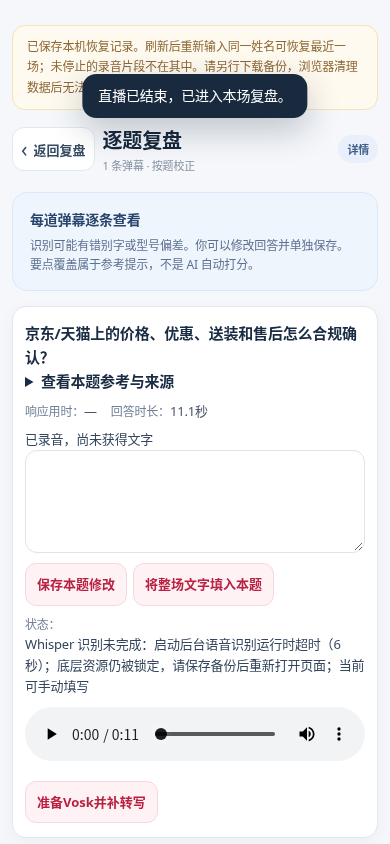 已保存本机恢复记录。刷新后重新输入同一姓名可恢复最近一
场；未停止的录音片段不在其中。请另行下载备份，浏览器清理
数据后无法
直播已结束，已进入本场复盘。
‹ 返回复盘
逐题复盘
1 条弹幕 · 按题校正
详情
每道弹幕逐条查看
识别可能有错别字或型号偏差。你可以修改回答并单独保存。
要点覆盖属于参考提示，不是 AI 自动打分。
京东/天猫上的价格、优惠、送装和售后怎么合规确
认？
▶ 查看本题参考与来源
响应用时：— 回答时长：11.1秒
已录音，尚未获得文字
保存本题修改 将整场文字填入本题
状态：
Whisper 识别未完成：启动后台语音识别运行时超时（6
秒）；底层资源仍被锁定，请保存备份后重新打开页面；当前
可手动填写
0:00 / 0:11
准备Vosk并补转写